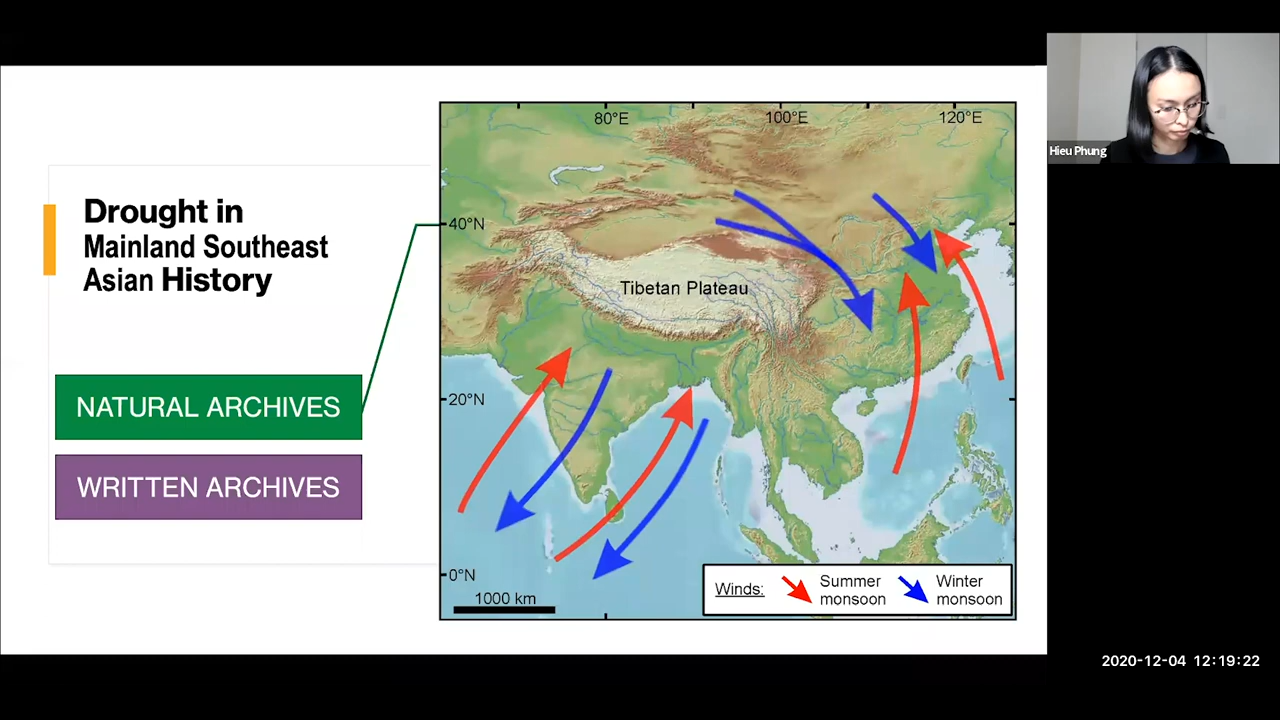 Drought in
Mainland Southeast
Asian History
NATURAL ARCHIVES
WRITTEN ARCHIVES
80°E
100°E
120°E
40°N
Tibetan Plateau
20°N
0°N
1000 km
Winds:
Summer
monsoon
Winter
monsoon
Hieu Phung
2020-12-04 12:19:22